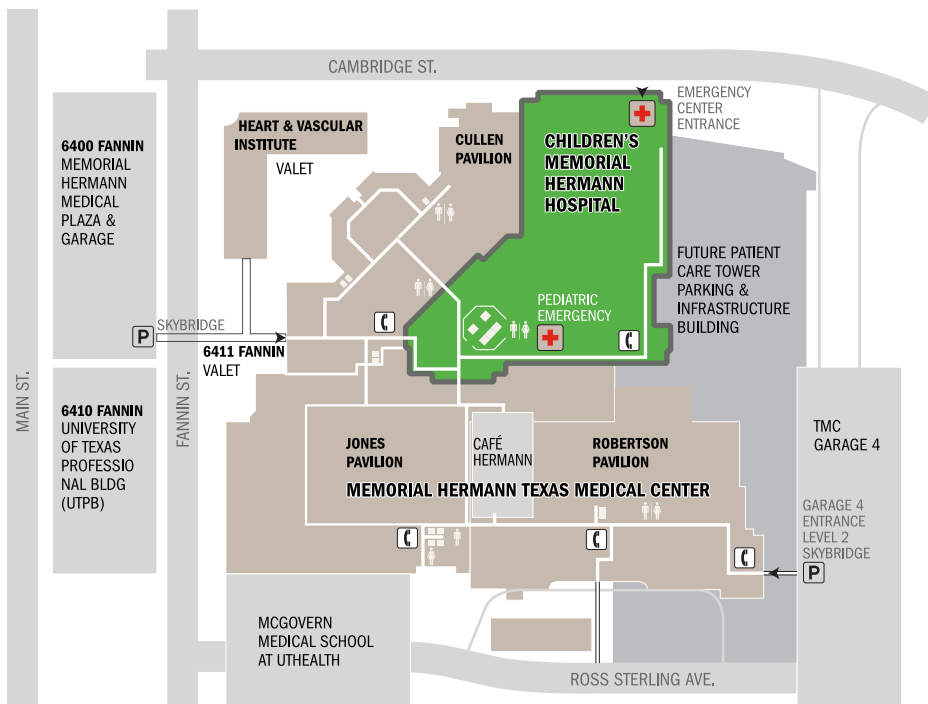 CAMBRIDGE ST.
EMERGENCY
CENTER
ENTRANCE
HEART & VASCULAR
INSTITUTE
VALET
CULLEN
PAVILION
CHILDREN'S
MEMORIAL
HERMANN
HOSPITAL
6400 FANNIN
MEMORIAL
HERMANN
MEDICAL
PLAZA &
GARAGE
FUTURE PATIENT
CARE TOWER
PARKING &
INFRASTRUCTURE
BUILDING
PEDIATRIC
EMERGENCY
P
SKYBRIDGE
6411 FANNIN
VALET
MAIN ST.
FANNIN ST.
6410 FANNIN
UNIVERSITY
OF TEXAS
PROFESSIO
NAL BLDG
(UTPB)
JONES
PAVILION
CAFÉ
HERMANN
ROBERTSON
PAVILION
TMC
GARAGE 4
MEMORIAL HERMANN TEXAS MEDICAL CENTER
GARAGE 4
ENTRANCE
LEVEL 2
SKYBRIDGE
P
MCGOVERN
MEDICAL SCHOOL
AT UTHEALTH
ROSS STERLING AVE.